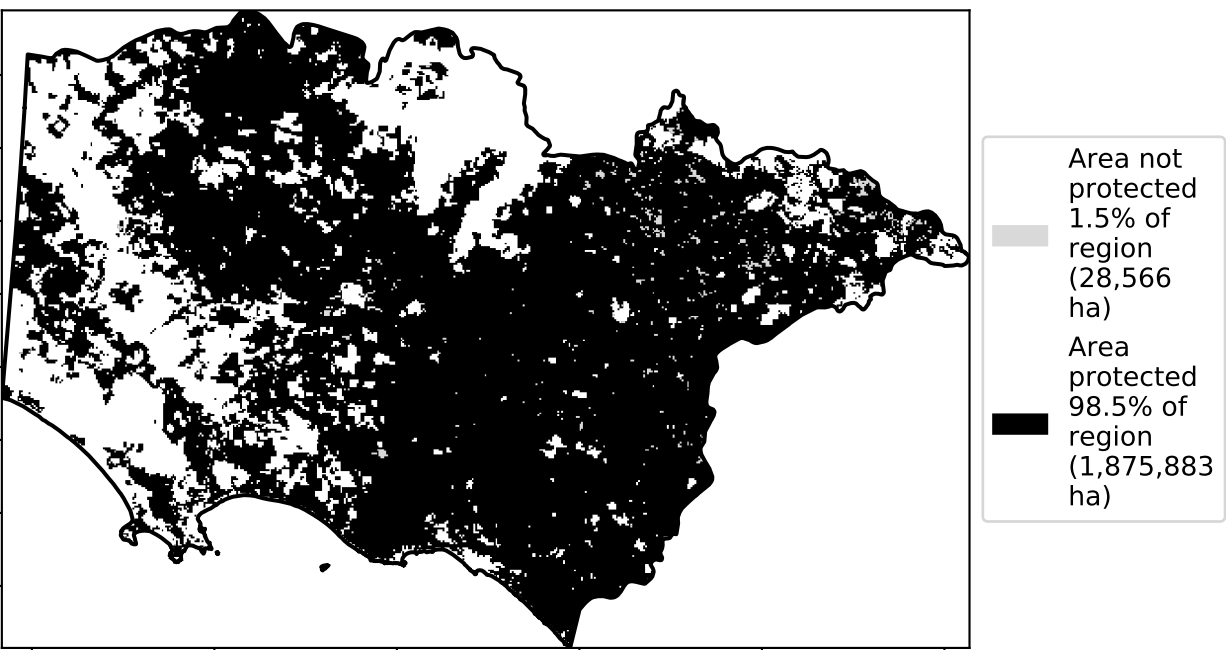 Area not
protected
1.5% of
region
(28,566
ha)
Area
protected
98.5% of
region
(1,875,883
ha)